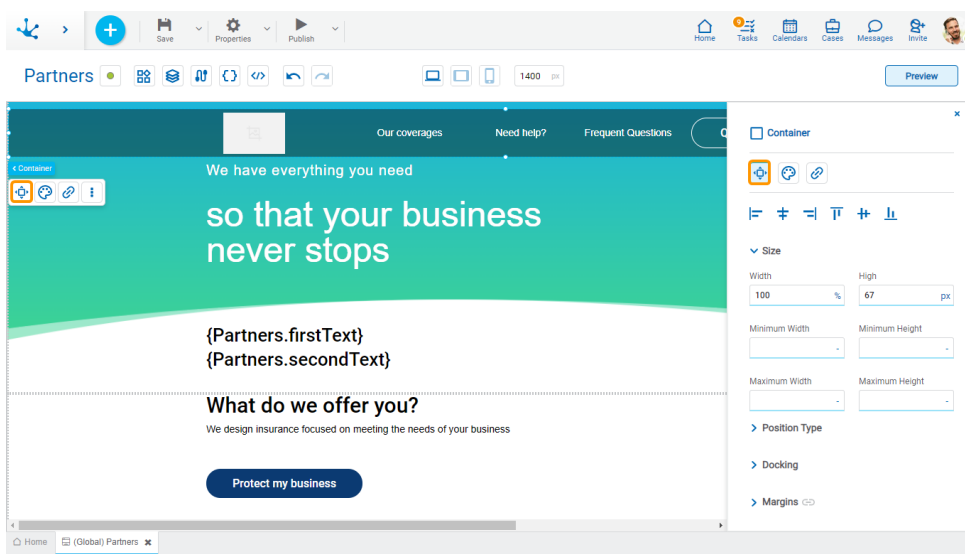 Save
Properties
Publish
Home
9
Tasks
Calendars
Cases
Messages
Invite
Partners
1400 px
Preview
Our coverages
Need help?
Frequent Questions
< Container
We have everything you need
so that your business
never stops
{Partners.firstText}
{Partners.secondText}
What do we offer you?
We design insurance focused on meeting the needs of your business
Protect my business
Container
Size
Width
High
100 %
67 px
Minimum Width
Minimum Height
-
-
Maximum Width
Maximum Height
-
-
Position Type
Docking
Margins
Home
(Global) Partners